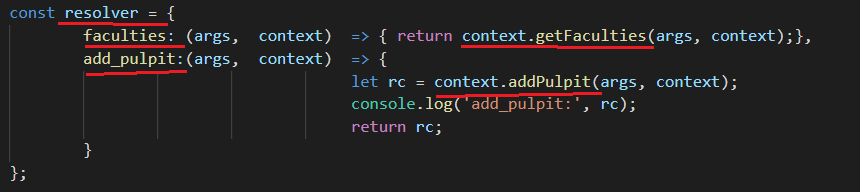 const resolver = {
faculties: (args, context) => { return context.getFaculties(args, context);},
add_pulpit:(args, context) => {
let rc = context.addPulpit(args, context);
console.log('add_pulpit:', rc);
return rc;
}
};